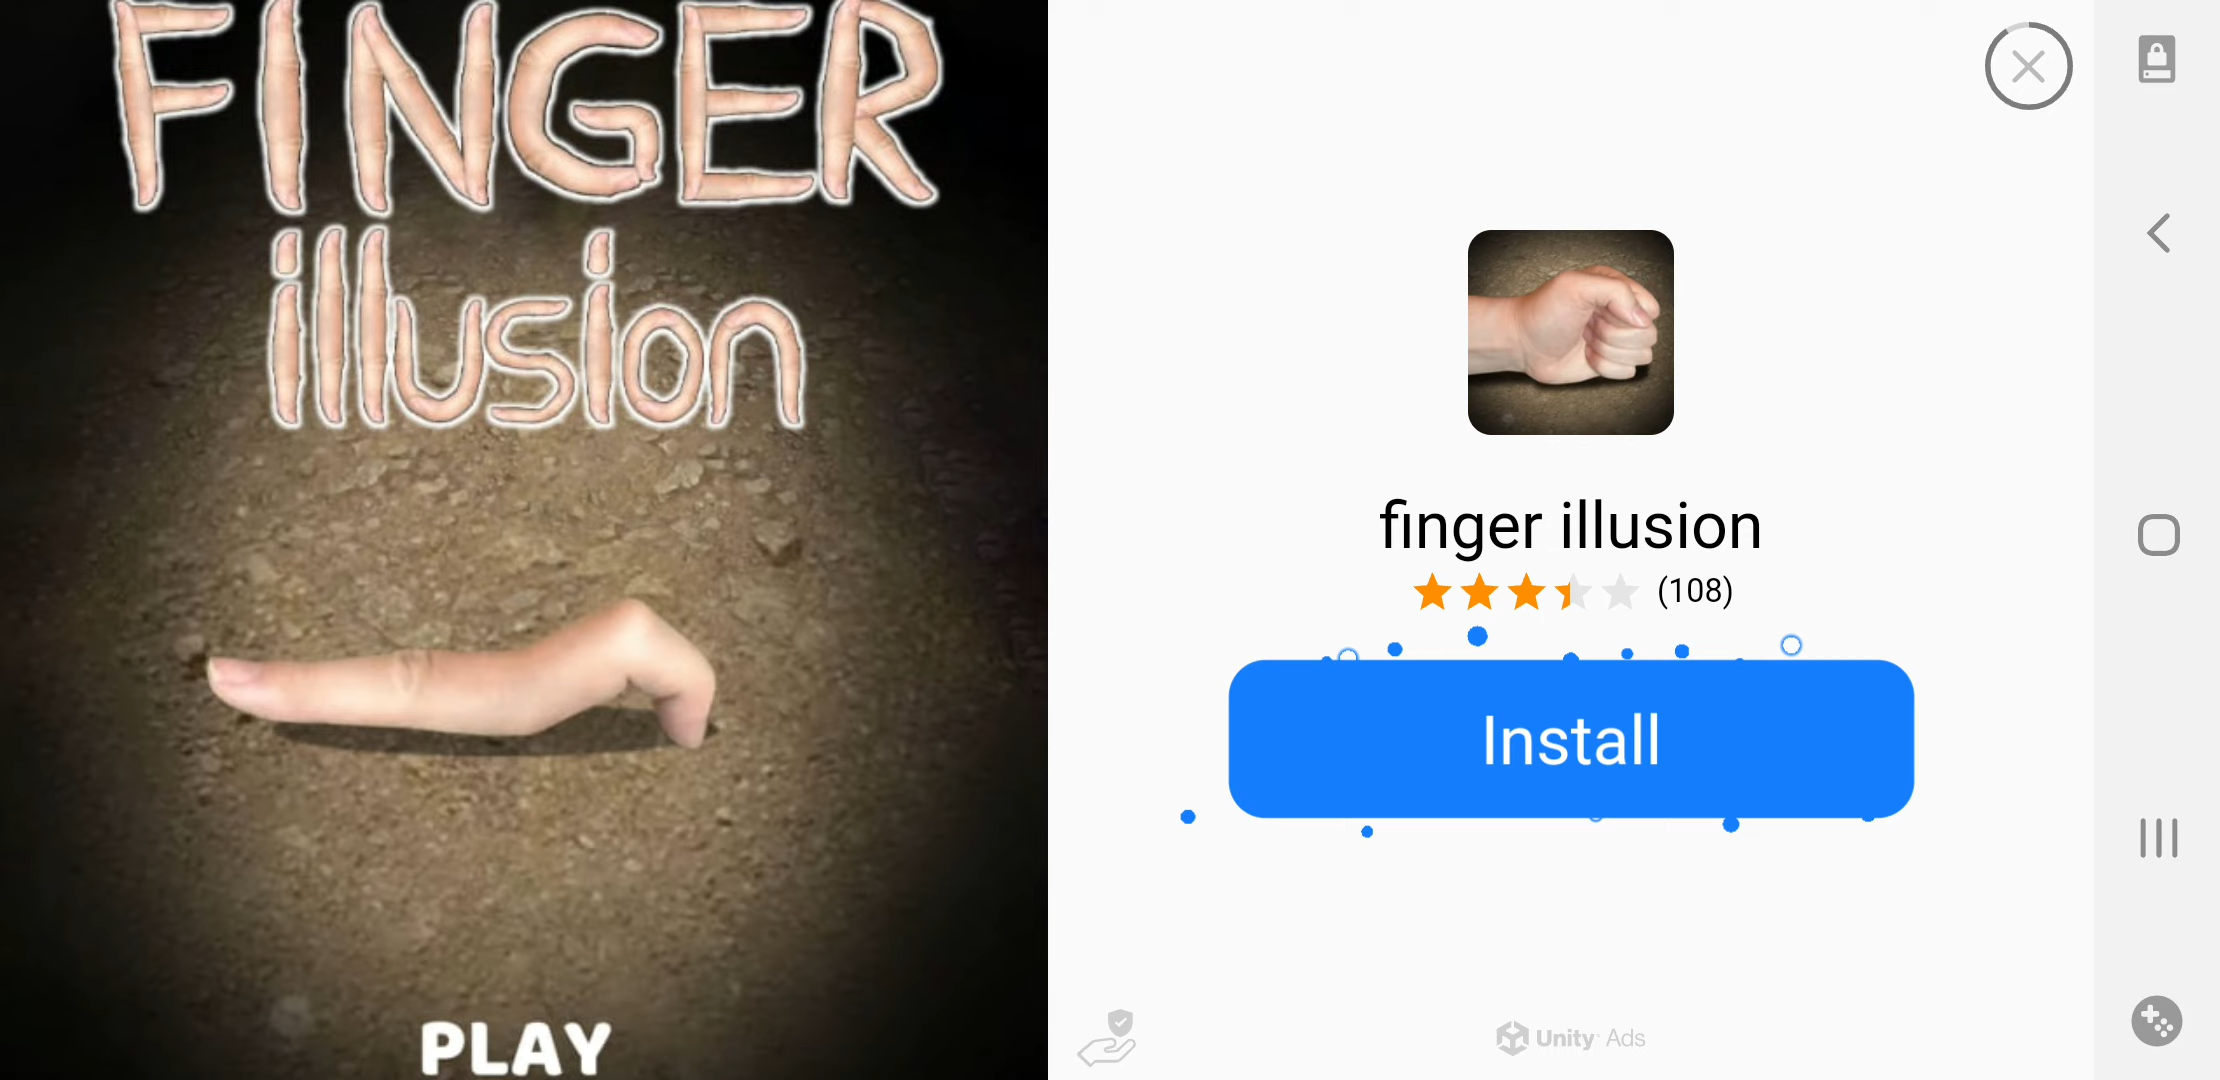 FINGER
illusion
PLAY
finger illusion
(108)
Install
Unity Ads